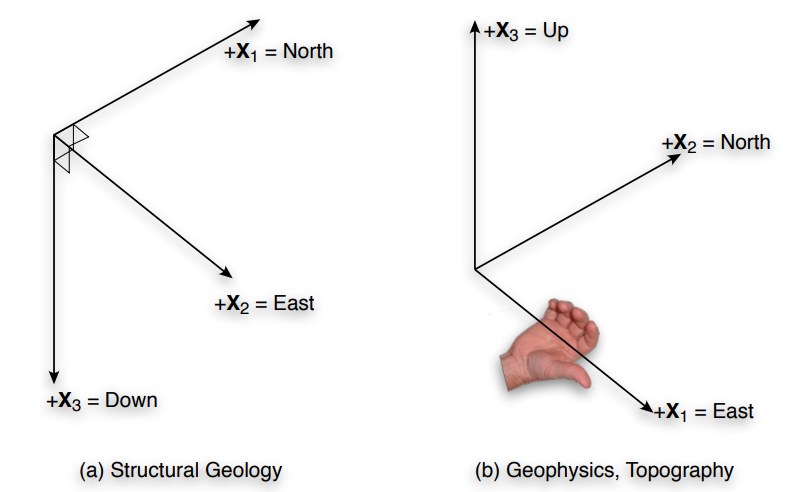 +X₁ = North
+X₂ = East
+X₃ = Down
(a) Structural Geology
+X₃ = Up
+X₂ = North
+X₁ = East
(b) Geophysics, Topography